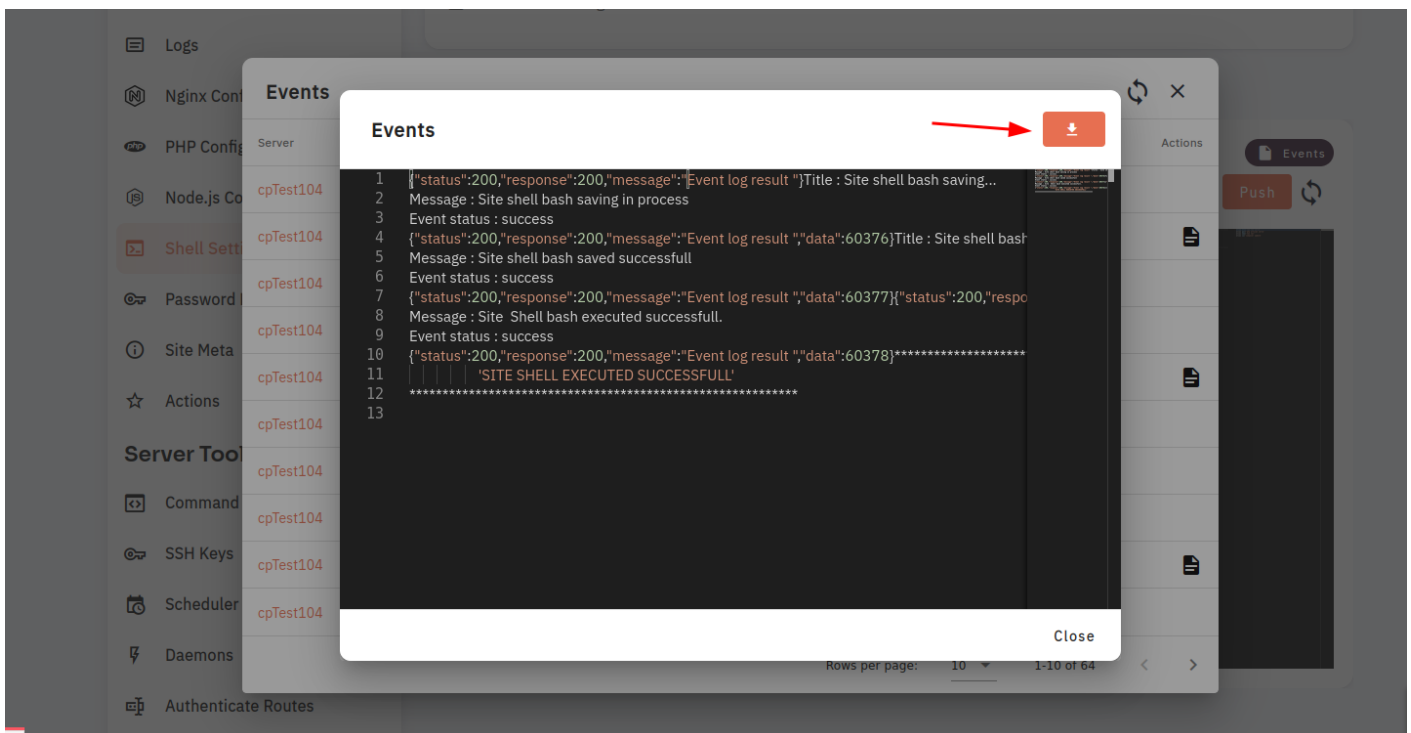 Logs
Nginx Conf
PHP Config
Node.js Co
Shell Setti
Password
Site Meta
Actions
Server Tool
Command
SSH Keys
Scheduler
Daemons
Authenticate Routes
Events
Server
Actions
cpTest104
cpTest104
cpTest104
cpTest104
cpTest104
cpTest104
cpTest104
cpTest104
cpTest104
cpTest104
Rows per page: 10 1-10 of 64
Events
Push
Events
1 {"status":200,"response":200,"message":"Event log result "}Title : Site shell bash saving...
2 Message : Site shell bash saving in process
3 Event status : success
4 {"status":200,"response":200,"message":"Event log result ","data":60376}Title : Site shell bash
5 Message : Site shell bash saved successfull
6 Event status : success
7 {"status":200,"response":200,"message":"Event log result ","data":60377}{"status":200,"respo
8 Message : Site  Shell bash executed successfull.
9 Event status : success
10 {"status":200,"response":200,"message":"Event log result ","data":60378}********************
11 'SITE SHELL EXECUTED SUCCESSFULL'
12 ***********************************************************
13
Close